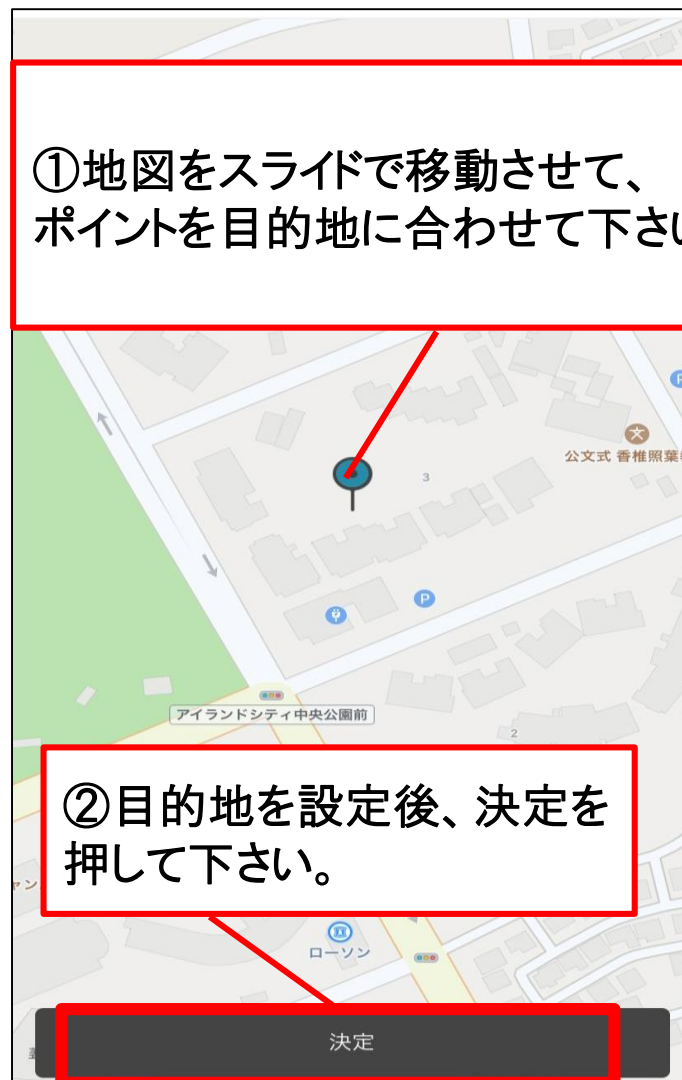 ①地図をスライドで移動させて、
ポイントを目的地に合わせて下さい
P
公文式 香椎照葉
3
P
アイランドシティ中央公園前
2
②目的地を設定後、決定を
押して下さい。
ャン
ローソン
決定